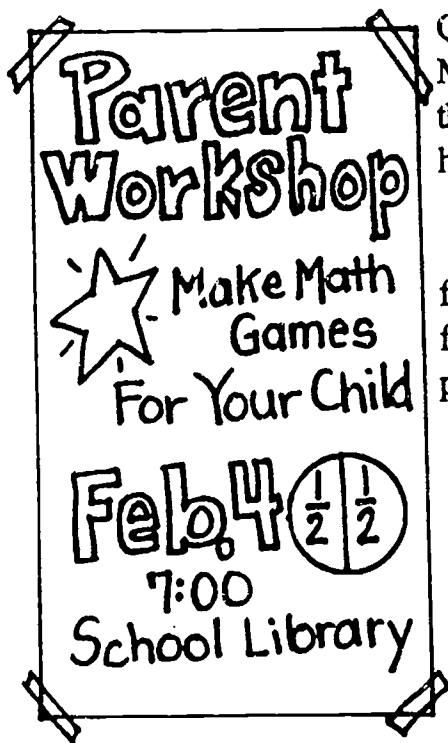 Parent
Workshop
Make Math
Games
For Your Child
Feb. 4
1/2 1/2
7:00
School Library